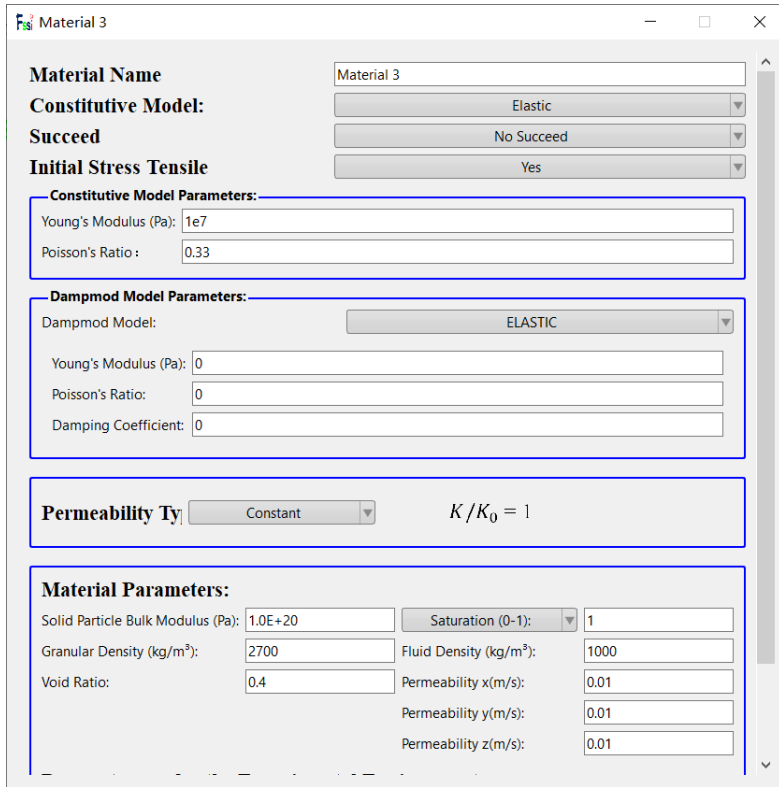 Fssi Material 3
Material Name Material 3
Constitutive Model: Elastic
Succeed No Succeed
Initial Stress Tensile Yes
Constitutive Model Parameters:
Young's Modulus (Pa): 1e7
Poisson's Ratio： 0.33
Dampmod Model Parameters:
Dampmod Model: ELASTIC
Young's Modulus (Pa): 0
Poisson's Ratio: 0
Damping Coefficient: 0
Permeability Ty Constant K/K₀ = 1
Material Parameters:
Solid Particle Bulk Modulus (Pa): 1.0E+20 Saturation (0-1): 1
Granular Density (kg/m³): 2700 Fluid Density (kg/m³): 1000
Void Ratio: 0.4 Permeability x(m/s): 0.01
Permeability y(m/s): 0.01
Permeability z(m/s): 0.01